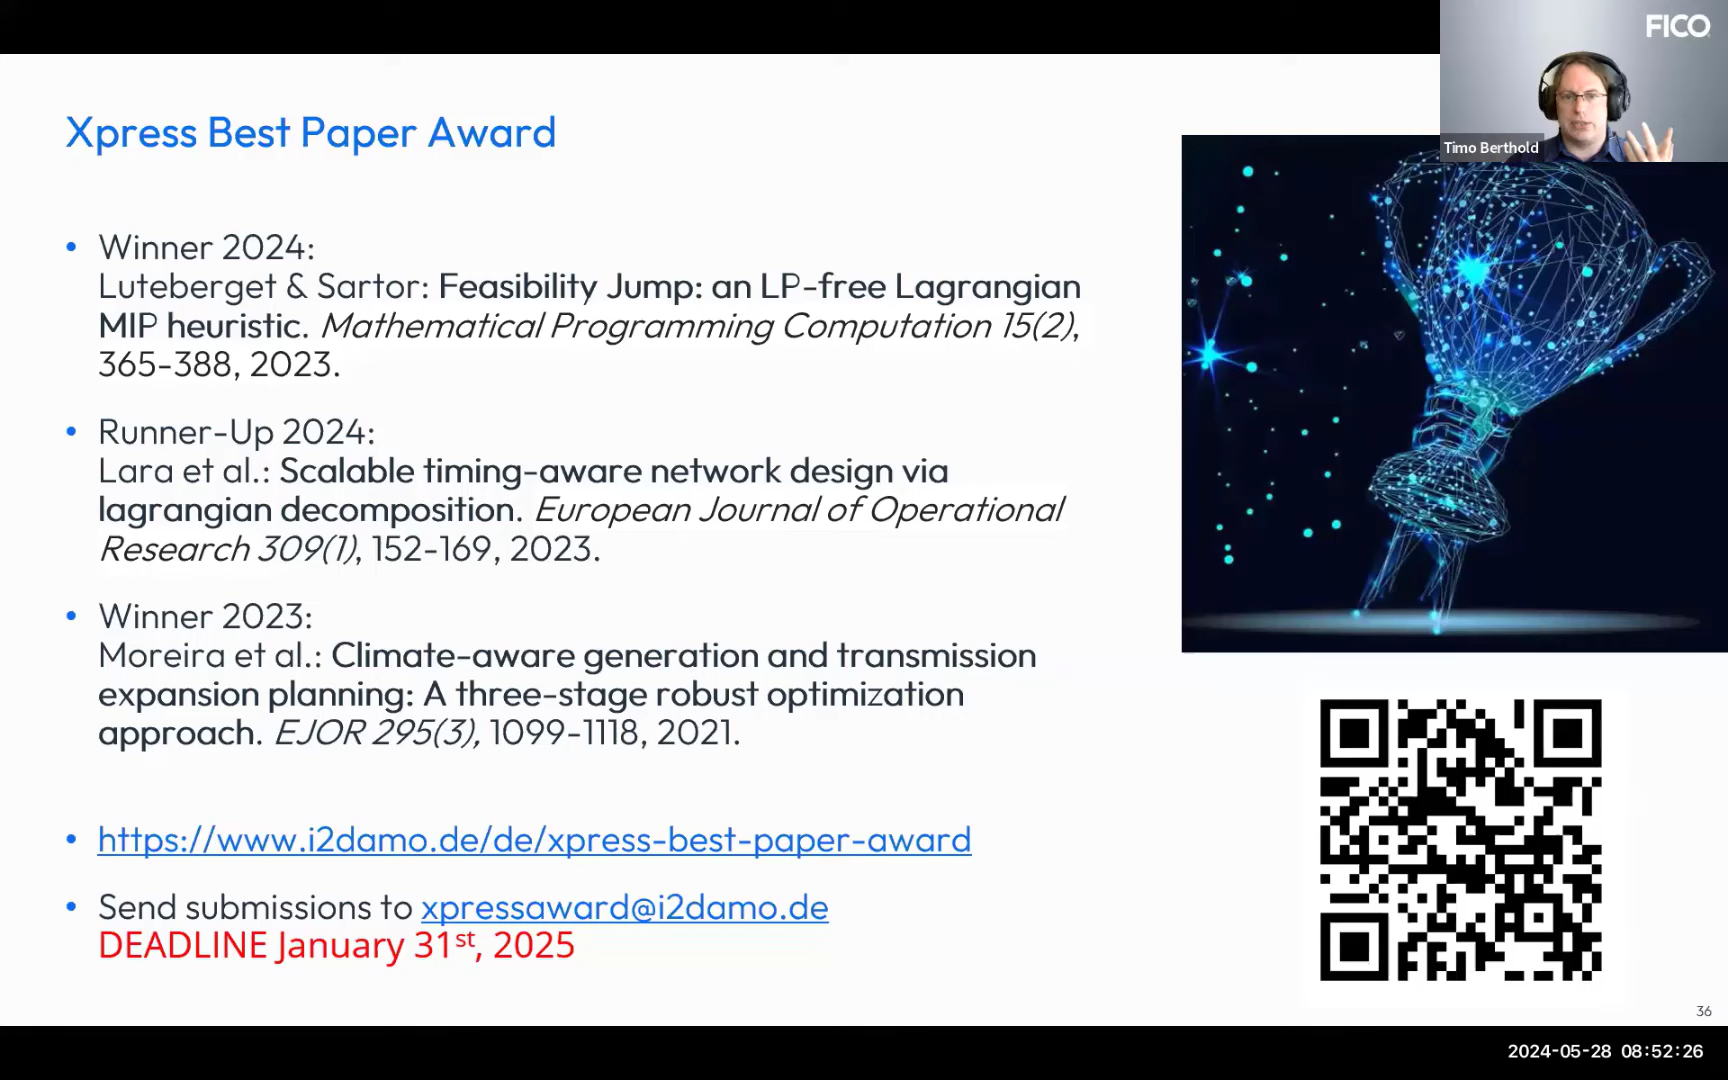 FICO
Timo Berthold
Xpress Best Paper Award
• Winner 2024:
Luteberget & Sartor: Feasibility Jump: an LP-free Lagrangian
MIP heuristic. Mathematical Programming Computation 15(2),
365-388, 2023.
• Runner-Up 2024:
Lara et al.: Scalable timing-aware network design via
lagrangian decomposition. European Journal of Operational
Research 309(1), 152-169, 2023.
• Winner 2023:
Moreira et al.: Climate-aware generation and transmission
expansion planning: A three-stage robust optimization
approach. EJOR 295(3), 1099-1118, 2021.
• https://www.i2damo.de/de/xpress-best-paper-award
• Send submissions to xpressaward@i2damo.de
DEADLINE January 31st, 2025
36
2024-05-28 08:52:26